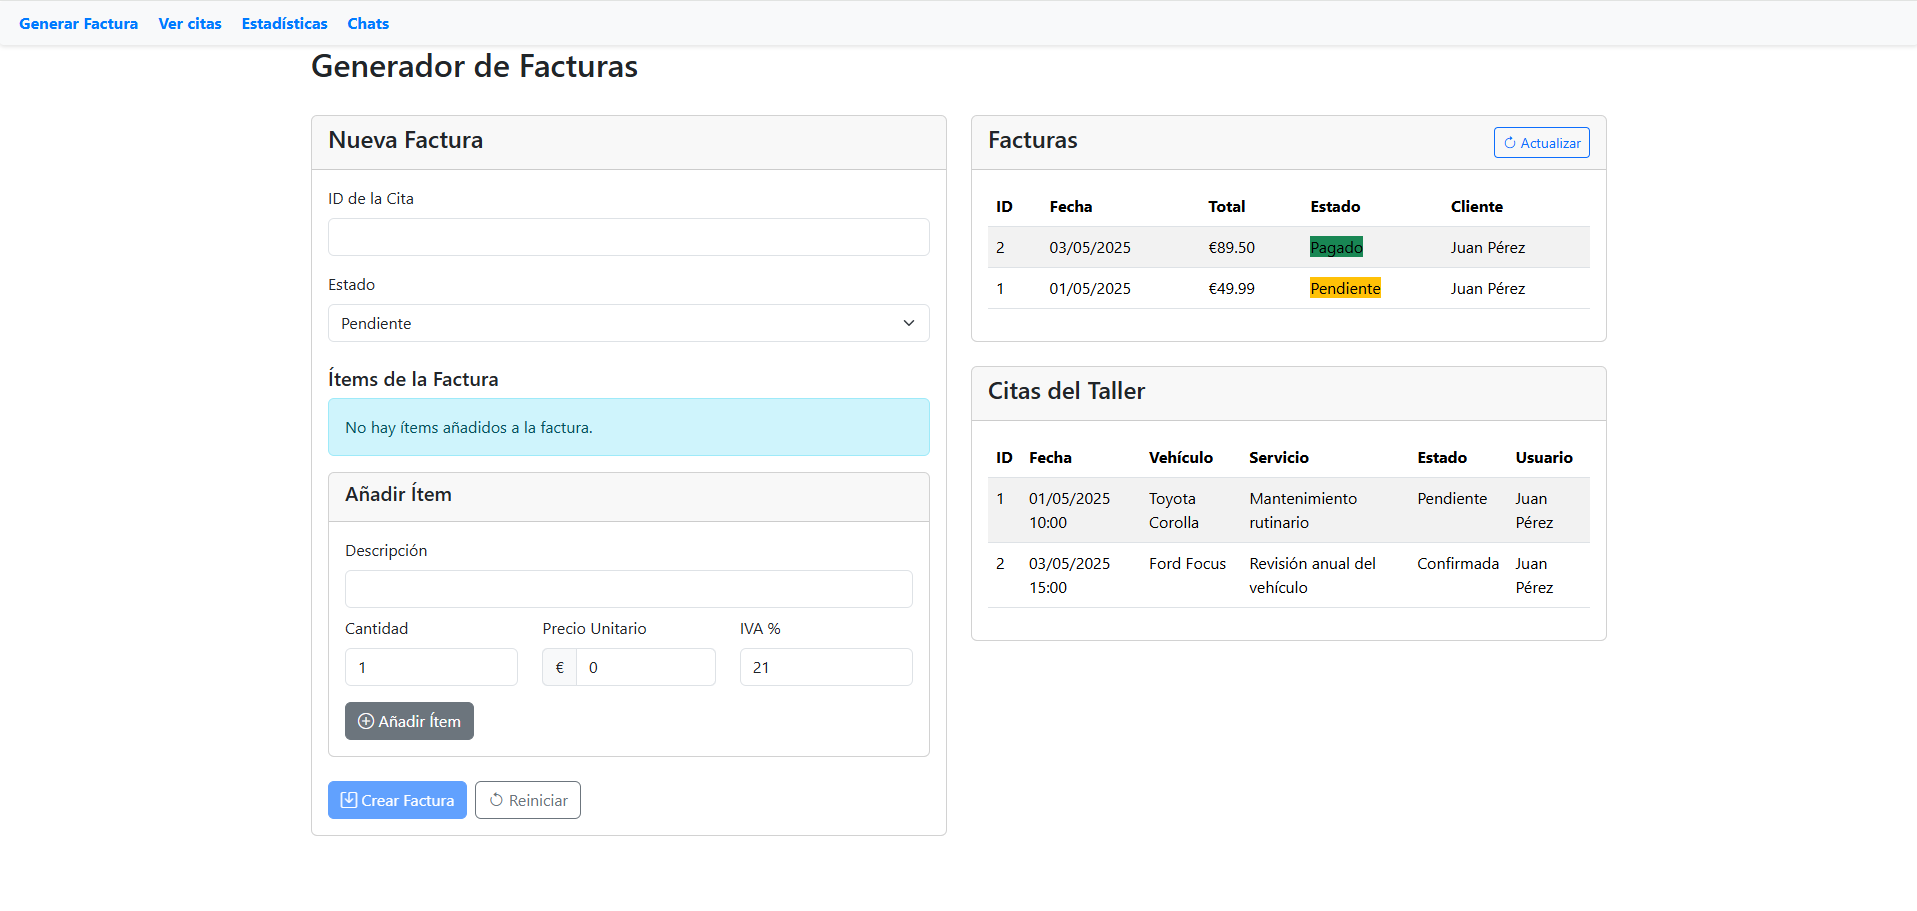 Generar Factura Ver citas Estadísticas Chats
Generador de Facturas
Nueva Factura
ID de la Cita
Estado
Pendiente
Ítems de la Factura
No hay ítems añadidos a la factura.
Añadir Ítem
Descripción
Cantidad Precio Unitario IVA %
1 € 0 21
Añadir Ítem
Crear Factura Reiniciar
Facturas Actualizar
ID Fecha Total Estado Cliente
2 03/05/2025 €89.50 Pagado Juan Pérez
1 01/05/2025 €49.99 Pendiente Juan Pérez
Citas del Taller
ID Fecha Vehículo Servicio Estado Usuario
1 01/05/2025 Toyota Mantenimiento Pendiente Juan
10:00 Corolla rutinario Pérez
2 03/05/2025 Ford Focus Revisión anual del Confirmada Juan
15:00 vehículo Pérez